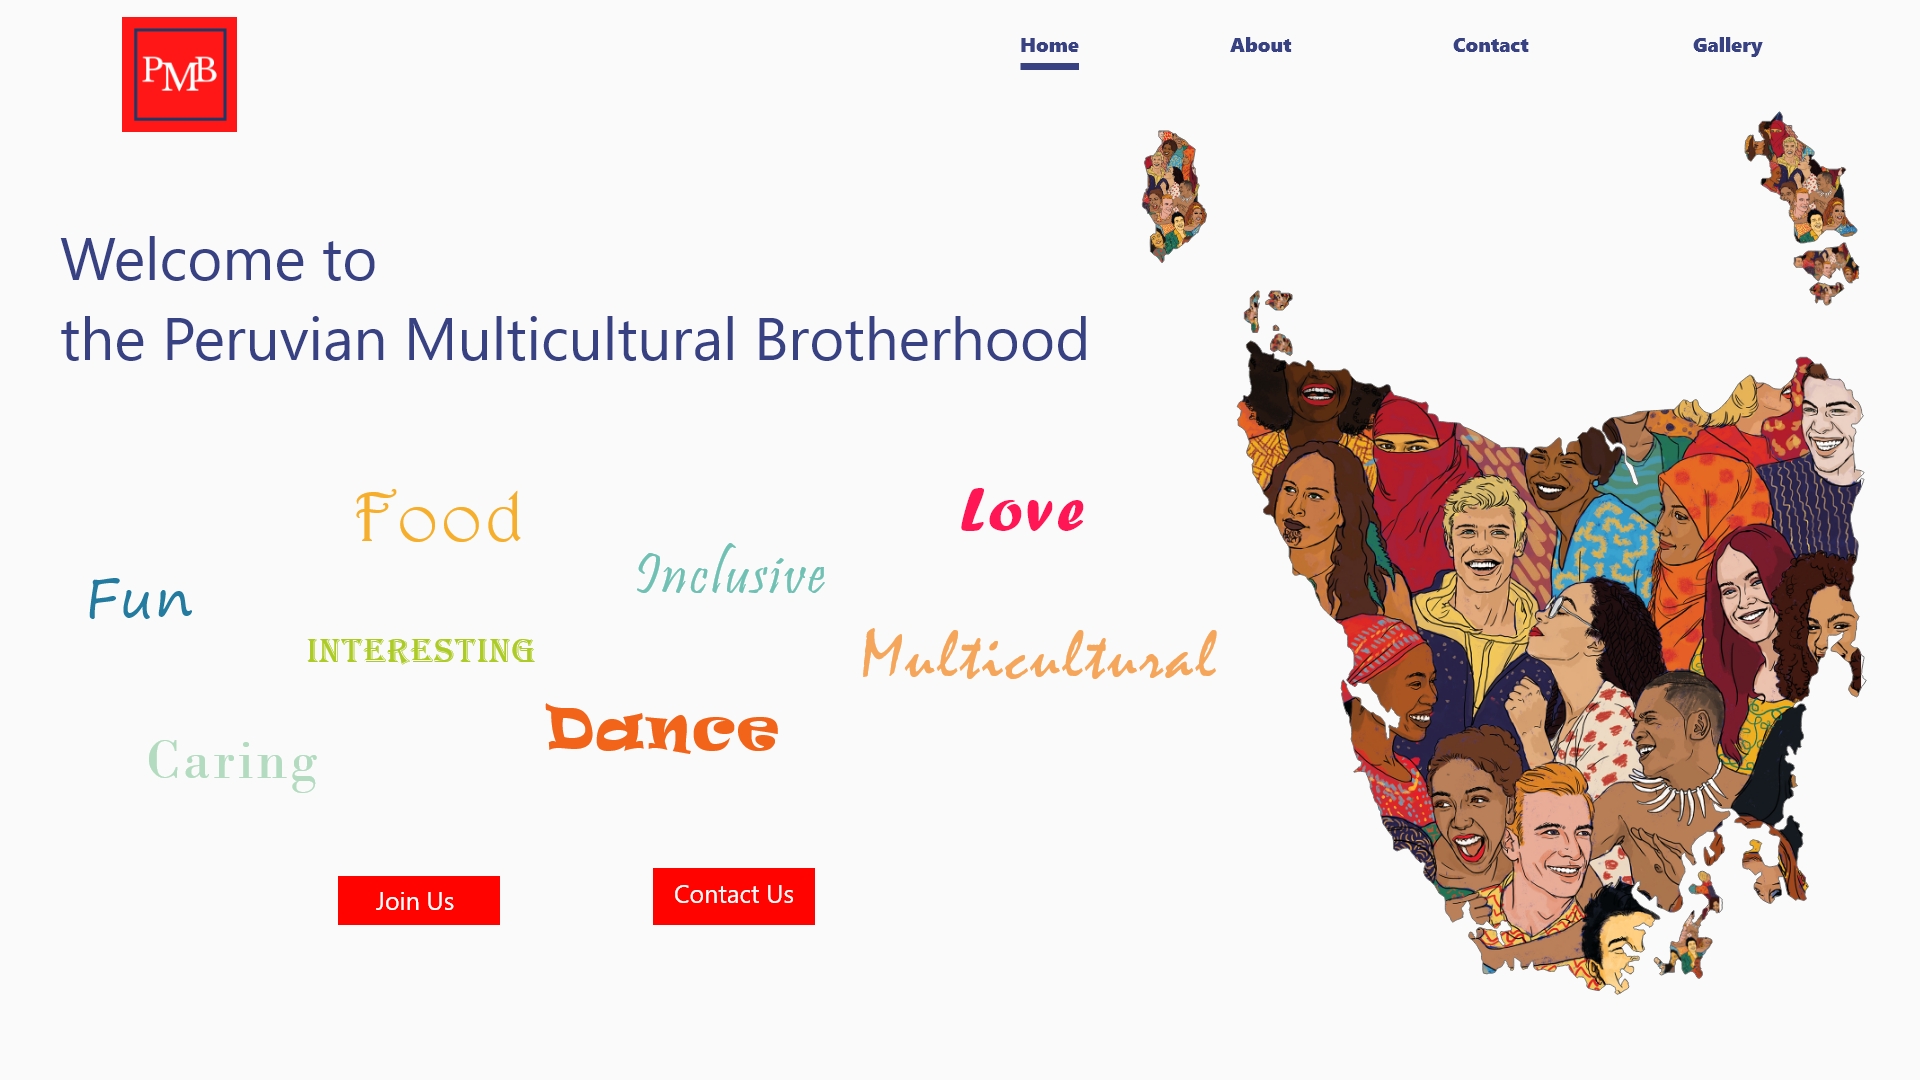 PMB
Home About Contact Gallery
Welcome to
the Peruvian Multicultural Brotherhood
Food
Love
Inclusive
Fun
INTERESTING
Multicultural
Dance
Caring
Join Us
Contact Us